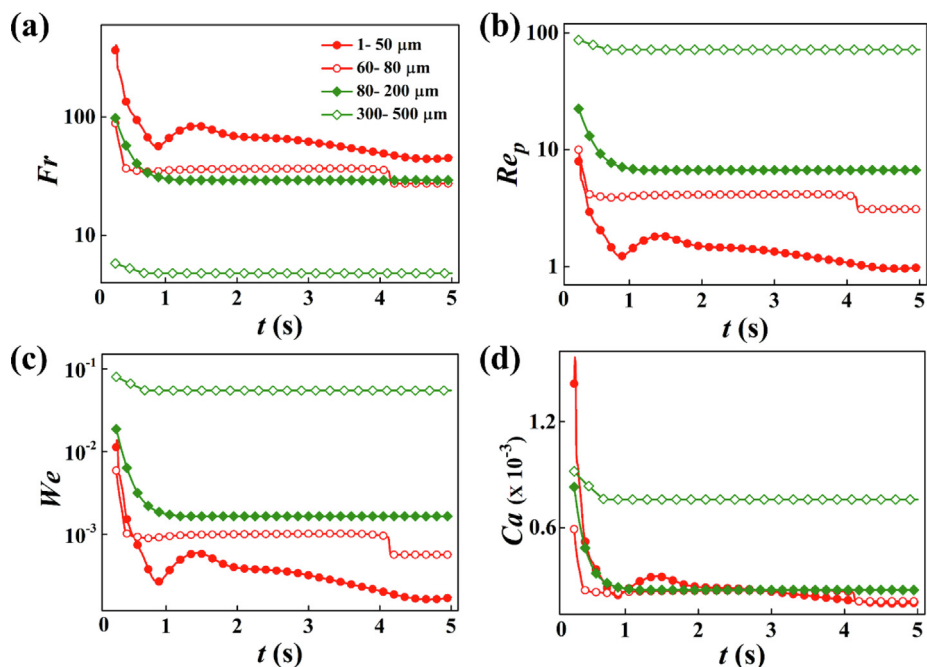 (a)
Fr
100
10
1- 50 μm
60- 80 μm
80- 200 μm
300- 500 μm
0 1 2 3 4 5
t (s)
(b)
Re_p
100
10
1
0 1 2 3 4 5
t (s)
(c)
We
10^-1
10^-2
10^-3
0 1 2 3 4 5
t (s)
(d)
Ca (x 10^-3)
1.2
0.6
0 1 2 3 4 5
t (s)